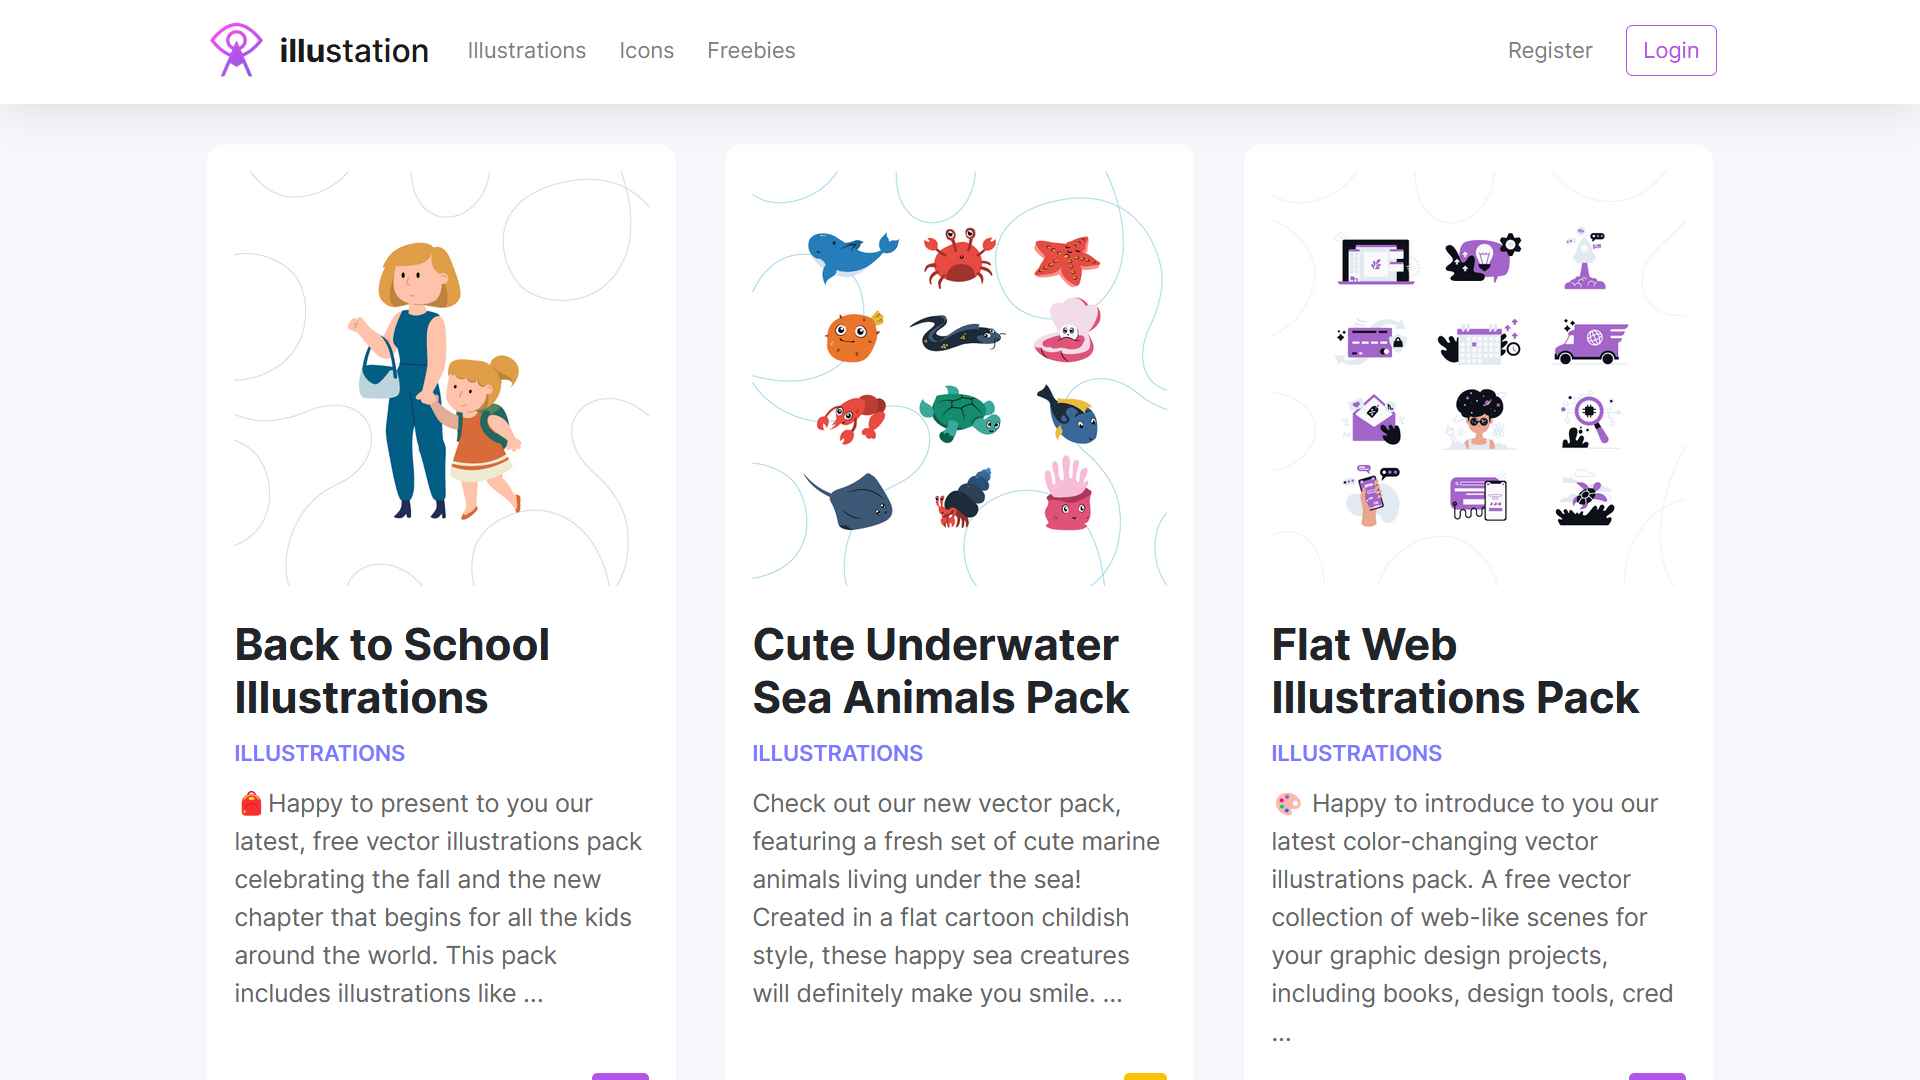 illustation
Illustrations
Icons
Freebies
Register
Login
Back to School
Illustrations
ILLUSTRATIONS
🎒Happy to present to you our
latest, free vector illustrations pack
celebrating the fall and the new
chapter that begins for all the kids
around the world. This pack
includes illustrations like ...
Cute Underwater
Sea Animals Pack
ILLUSTRATIONS
Check out our new vector pack,
featuring a fresh set of cute marine
animals living under the sea!
Created in a flat cartoon childish
style, these happy sea creatures
will definitely make you smile. ...
Flat Web
Illustrations Pack
ILLUSTRATIONS
🎨 Happy to introduce to you our
latest color-changing vector
illustrations pack. A free vector
collection of web-like scenes for
your graphic design projects,
including books, design tools, cred
...